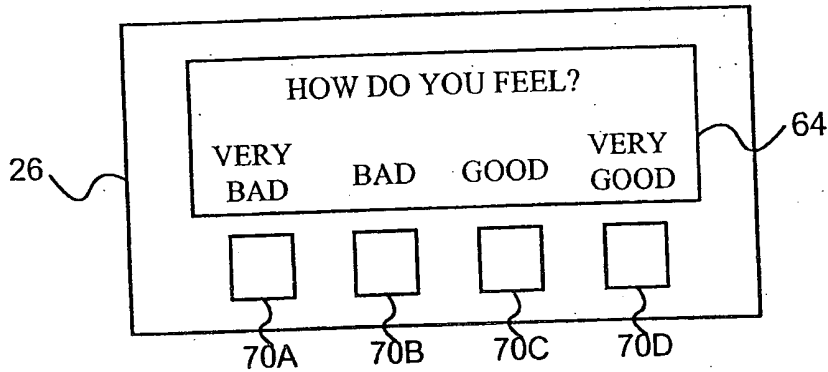 HOW DO YOU FEEL?
VERY BAD
BAD
GOOD
VERY GOOD
26
64
70A
70B
70C
70D